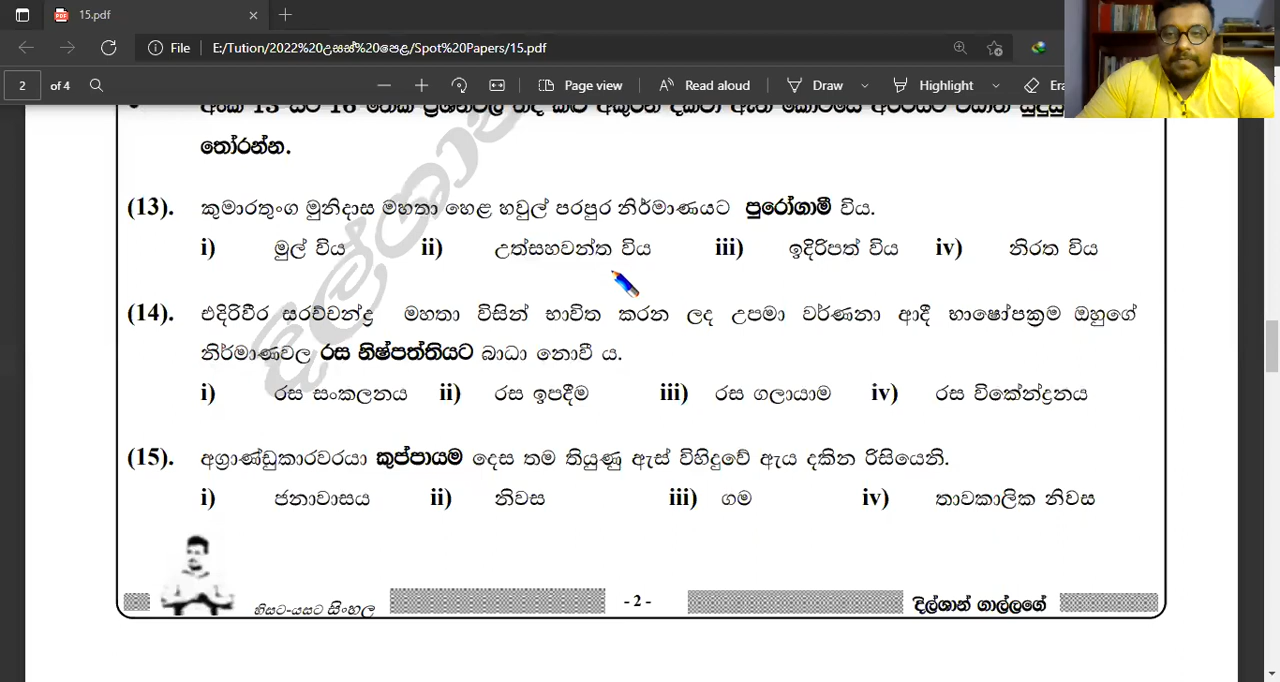 15.pdf
File E:/Tution/2022%20උසස්%20පෙළ/Spot%20Papers/15.pdf
2 of 4 Page view Read aloud Draw Highlight Era
තෝරන්න.
(13). කුමාරතුංග මුනිදාස මහතා හෙළ හවුල් පරපුර නිර්මාණයට පුරෝගාමී විය.
i) මුල් විය ii) උත්සහවන්ත විය iii) ඉදිරිපත් විය iv) නිරත විය
(14). එදිරිවීර සරච්චන්ද්‍ර මහතා විසින් භාවිත කරන ලද උපමා වර්ණනා ආදී භාෂෝපක්‍රම ඔහුගේ
නිර්මාණවල රස නිෂ්පත්තියට බාධා නොවී ය.
i) රස සංකලනය ii) රස ඉපදීම iii) රස ගලායාම iv) රස විකේන්ද්‍රනය
(15). අග්‍රාණ්ඩුකාරවරයා කුප්පායම දෙස තම තියුණු ඇස් විහිදුවේ ඇය දකින රිසියෙනි.
i) ජනාවාසය ii) නිවස iii) ගම iv) තාවකාලික නිවස
හිසට-යසට සිංහල - 2 - දිල්ශාන් ගාල්ලගේ